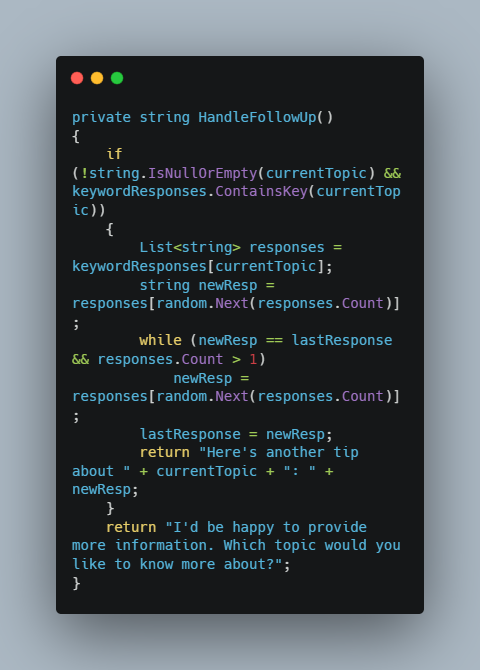 private string HandleFollowUp()
{
    if
(!string.IsNullOrEmpty(currentTopic) &&
keywordResponses.ContainsKey(currentTop
ic))
    {
        List<string> responses =
keywordResponses[currentTopic];
        string newResp =
responses[random.Next(responses.Count)]
;
        while (newResp == lastResponse
&& responses.Count > 1)
            newResp =
responses[random.Next(responses.Count)]
;
        lastResponse = newResp;
        return "Here's another tip
about " + currentTopic + ": " +
newResp;
    }
    return "I'd be happy to provide
more information. Which topic would you
like to know more about?";
}